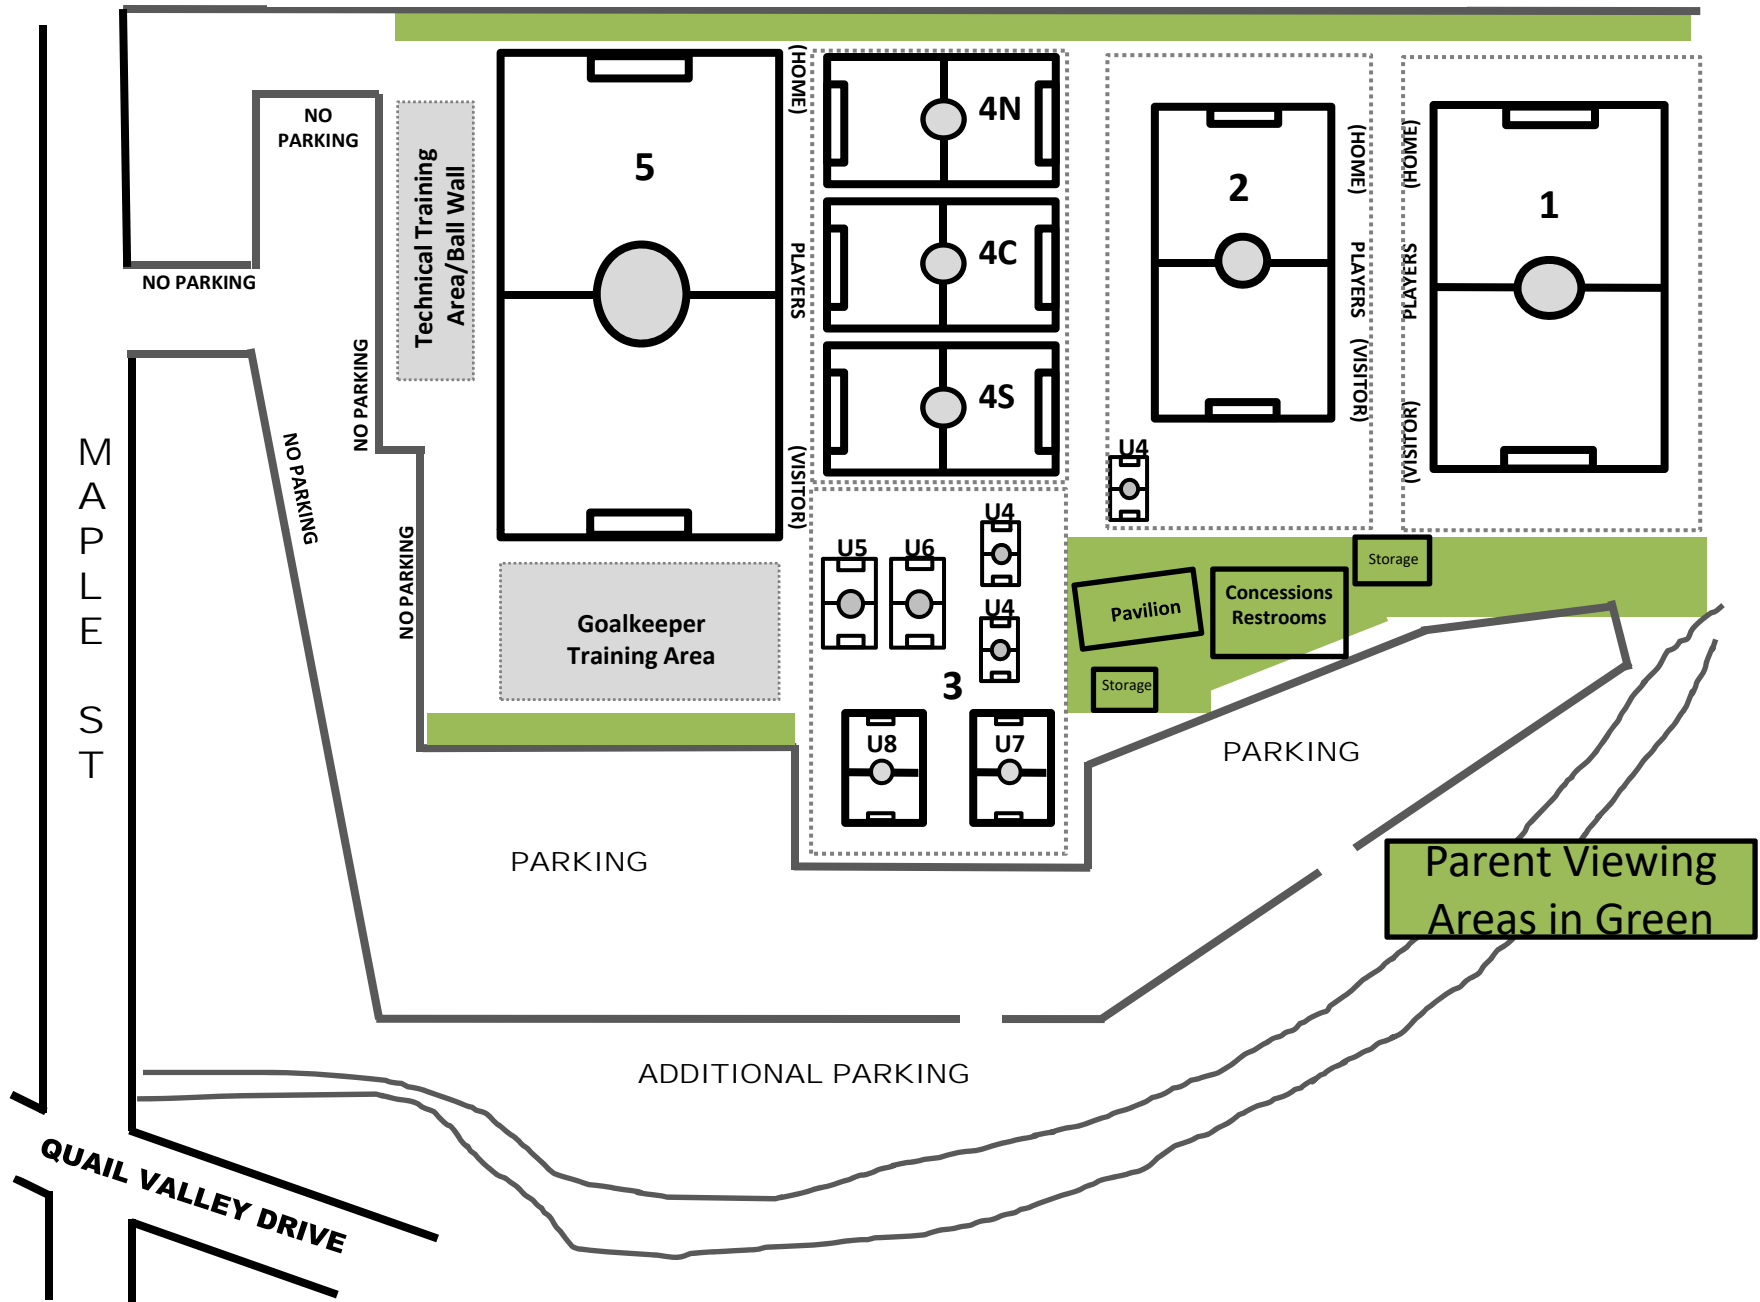 NO
PARKING
NO PARKING
NO PARKING
NO PARKING
NO PARKING
MAPLE ST
Technical Training
Area/Ball Wall
5
(HOME)
PLAYERS
(VISITOR)
4N
4C
4S
2
(HOME)
PLAYERS
(VISITOR)
1
(HOME)
PLAYERS
(VISITOR)
U4
U4
U5
U6
U4
3
U8
U7
Goalkeeper
Training Area
Storage
Pavilion
Concessions
Restrooms
Storage
PARKING
PARKING
Parent Viewing
Areas in Green
ADDITIONAL PARKING
QUAIL VALLEY DRIVE